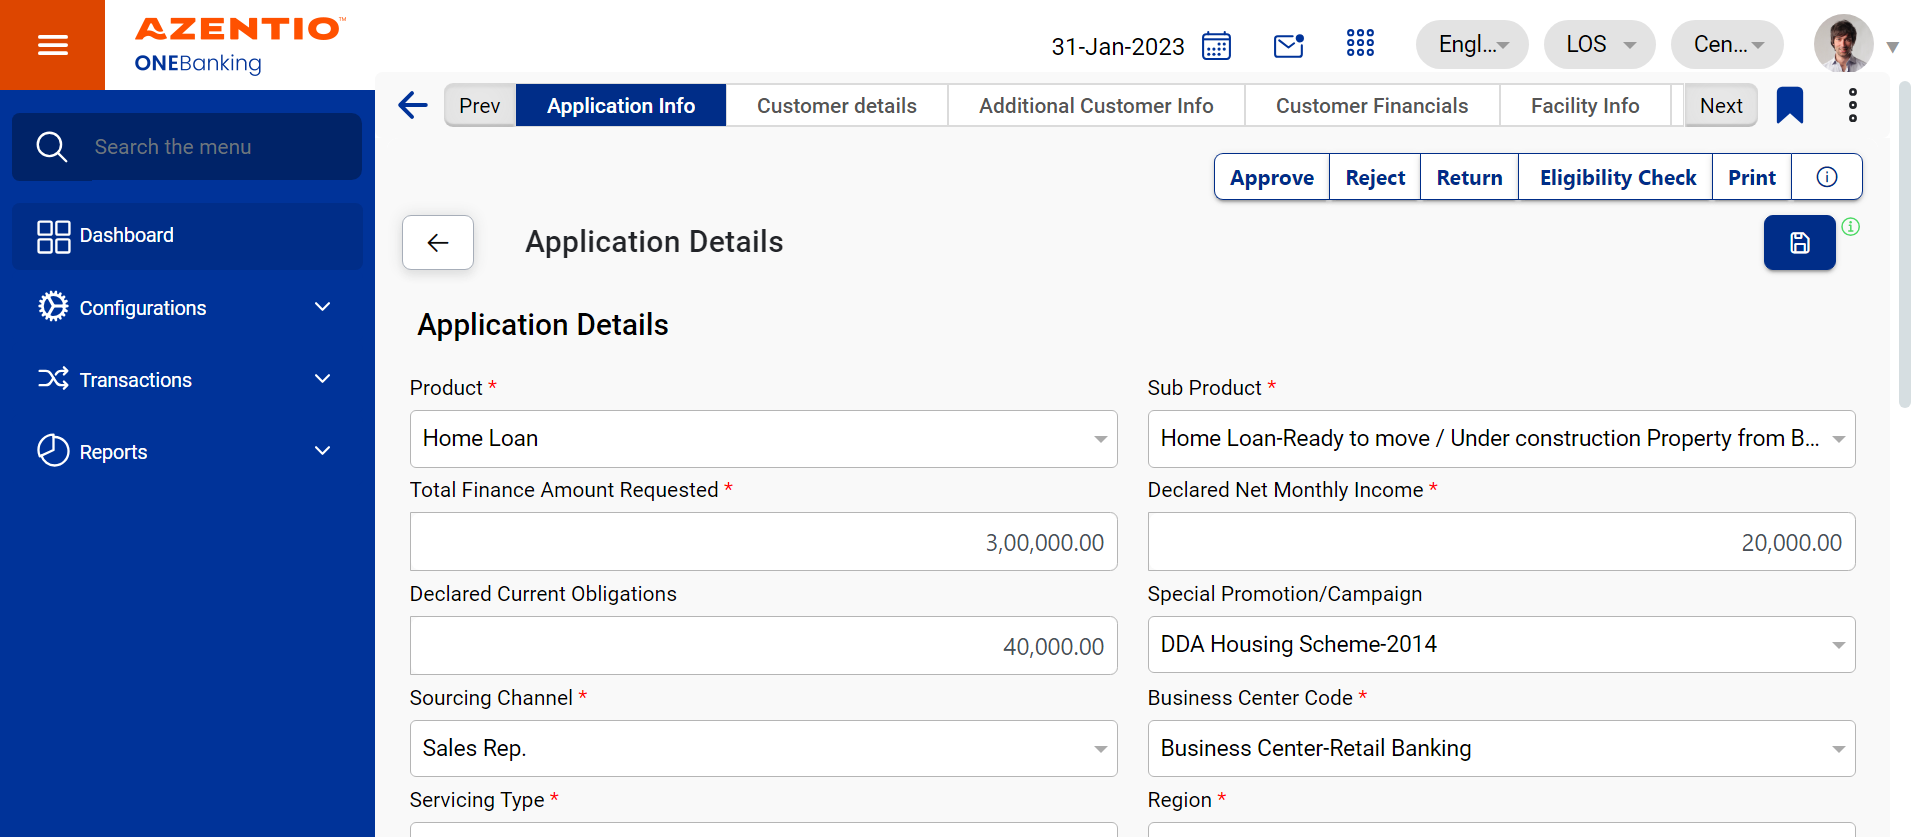 AZENTIO™
ONEBanking
31-Jan-2023
Engl...
LOS
Cen...
Search the menu
Dashboard
Configurations
Transactions
Reports
Prev
Application Info
Customer details
Additional Customer Info
Customer Financials
Facility Info
Next
Approve
Reject
Return
Eligibility Check
Print
Application Details
Application Details
Product *
Home Loan
Sub Product *
Home Loan-Ready to move / Under construction Property from B...
Total Finance Amount Requested *
3,00,000.00
Declared Net Monthly Income *
20,000.00
Declared Current Obligations
40,000.00
Special Promotion/Campaign
DDA Housing Scheme-2014
Sourcing Channel *
Sales Rep.
Business Center Code *
Business Center-Retail Banking
Servicing Type *
Region *